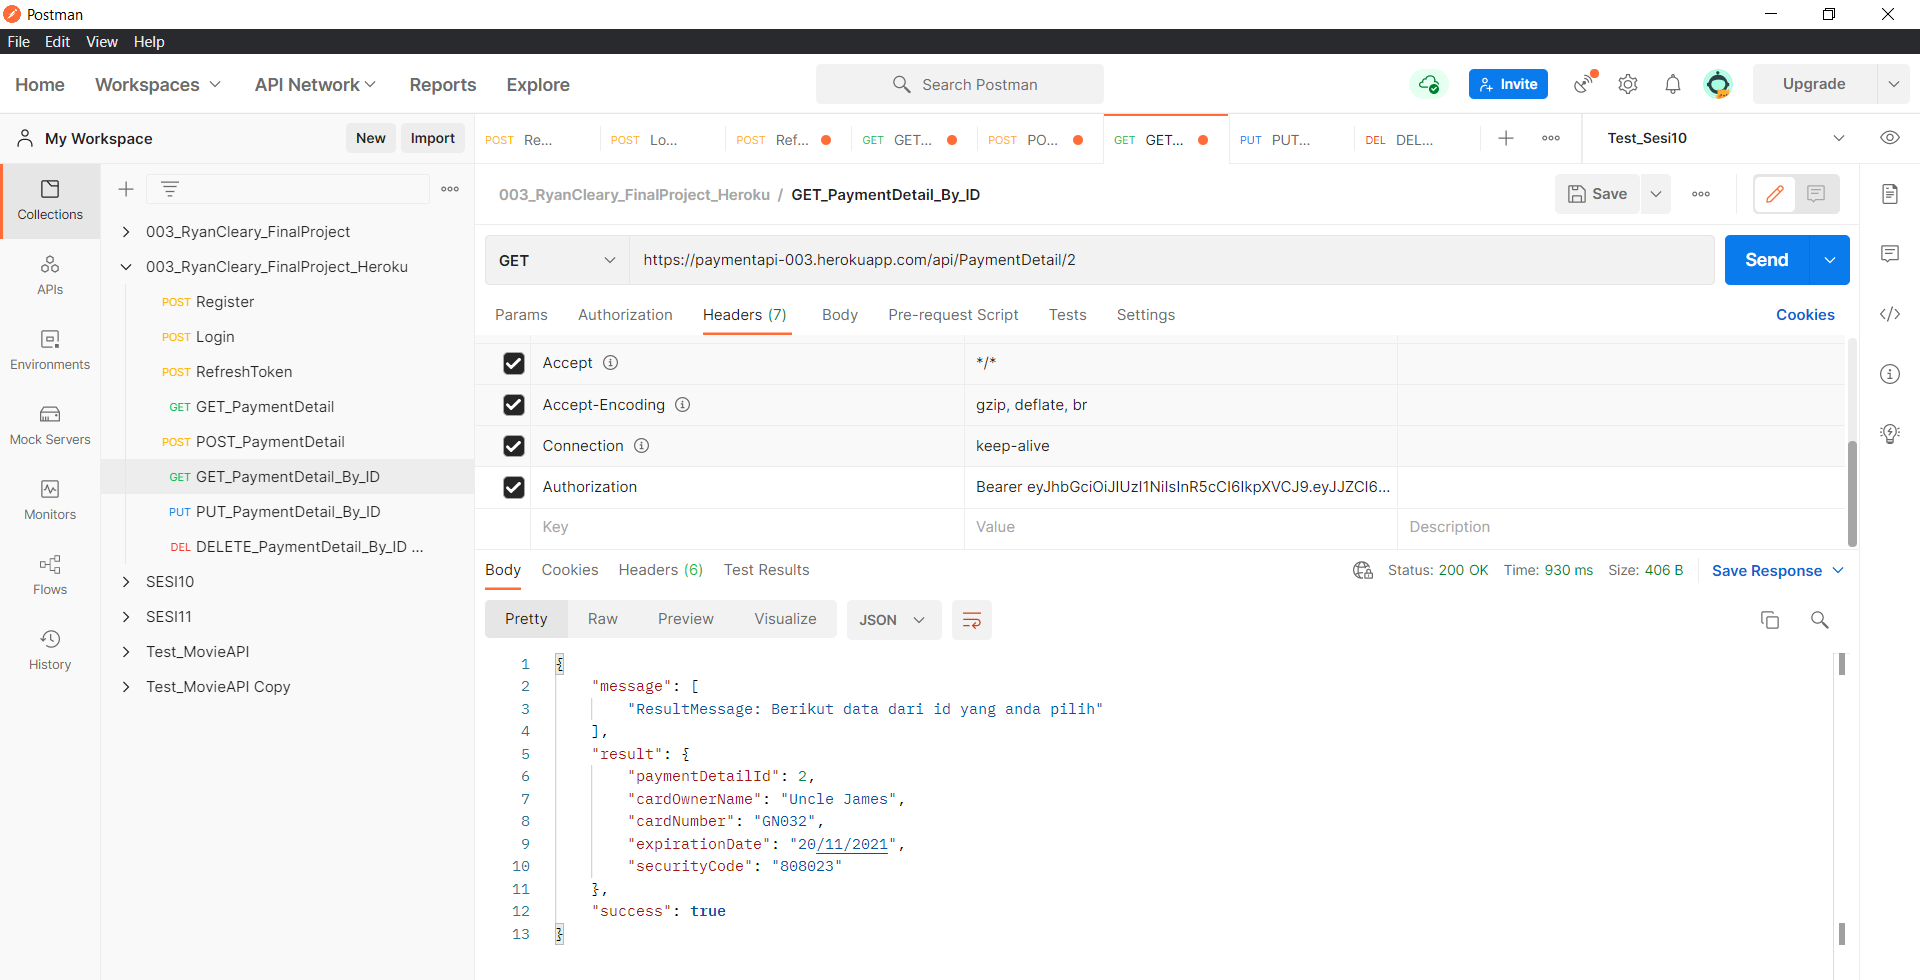 Postman
File Edit View Help
Home Workspaces API Network Reports Explore Search Postman Invite Upgrade
My Workspace New Import
POST Re... POST Lo... POST Ref... GET GET... POST PO... GET GET... PUT PUT... DEL DEL... Test_Sesi10
Collections
APIs
Environments
Mock Servers
Monitors
Flows
History
003_RyanCleary_FinalProject
003_RyanCleary_FinalProject_Heroku
POST Register
POST Login
POST RefreshToken
GET GET_PaymentDetail
POST POST_PaymentDetail
GET GET_PaymentDetail_By_ID
PUT PUT_PaymentDetail_By_ID
DEL DELETE_PaymentDetail_By_ID ...
SESI10
SESI11
Test_MovieAPI
Test_MovieAPI Copy
003_RyanCleary_FinalProject_Heroku / GET_PaymentDetail_By_ID Save
GET https://paymentapi-003.herokuapp.com/api/PaymentDetail/2 Send
Params Authorization Headers (7) Body Pre-request Script Tests Settings Cookies
Accept */*
Accept-Encoding gzip, deflate, br
Connection keep-alive
Authorization Bearer eyJhbGciOiJIUzI1NiIsInR5cCI6IkpXVCJ9.eyJJZCI6...
Key Value Description
Body Cookies Headers (6) Test Results Status: 200 OK Time: 930 ms Size: 406 B Save Response
Pretty Raw Preview Visualize JSON
1 {
2 "message": [
3 "ResultMessage: Berikut data dari id yang anda pilih"
4 ],
5 "result": {
6 "paymentDetailId": 2,
7 "cardOwnerName": "Uncle James",
8 "cardNumber": "GN032",
9 "expirationDate": "20/11/2021",
10 "securityCode": "808023"
11 },
12 "success": true
13 }